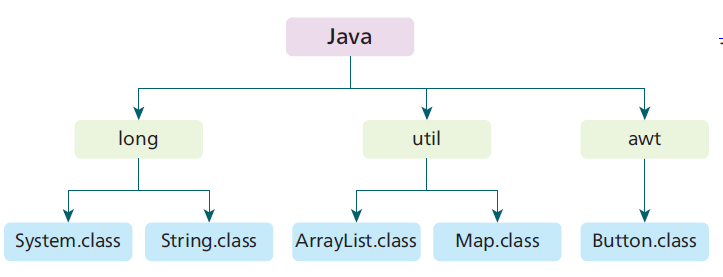 Java
long
util
awt
System.class
String.class
ArrayList.class
Map.class
Button.class